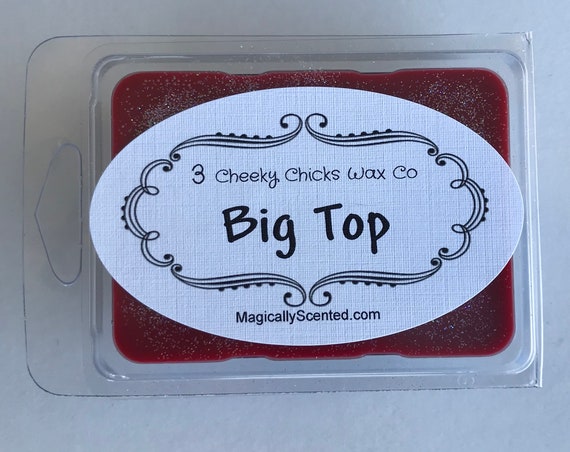 3 Cheeky Chicks Wax Co
Big Top
MagicallyScented.com